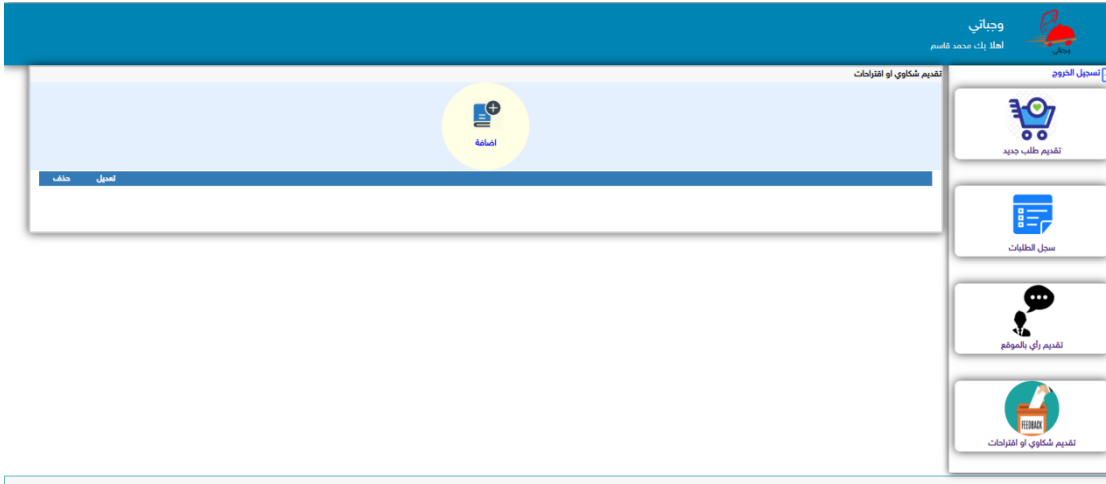 وجباتي
اهلا بك محمد قاسم
وجباتي
تسجيل الخروج
تقديم طلب جديد
سجل الطلبات
تقديم رأي بالموقع
FEEDBACK
تقديم شكاوي او اقتراحات
تقديم شكاوي او اقتراحات
اضافة
تعديل حذف